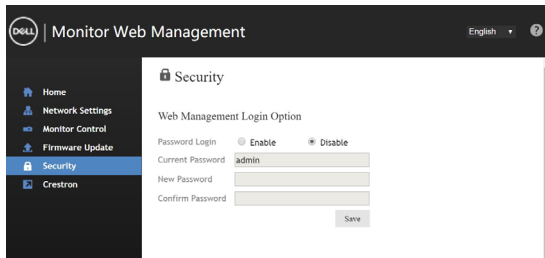 DELL | Monitor Web Management
English
?
Home
Network Settings
Monitor Control
Firmware Update
Security
Crestron
Security
Web Management Login Option
Password Login Enable Disable
Current Password admin
New Password
Confirm Password
Save